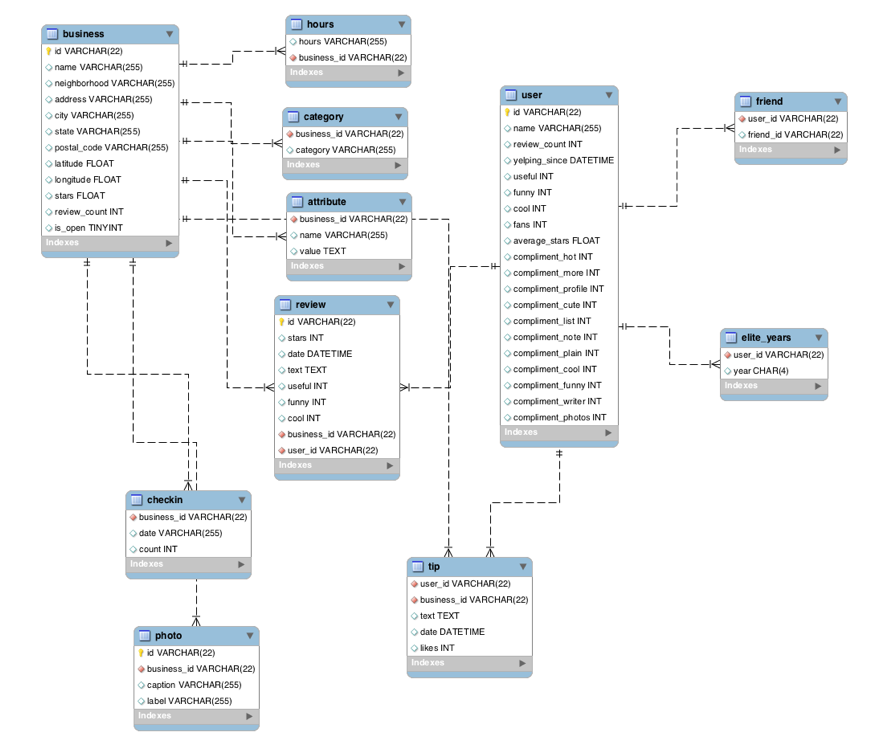 business
id VARCHAR(22)
name VARCHAR(255)
neighborhood VARCHAR(255)
address VARCHAR(255)
city VARCHAR(255)
state VARCHAR(255)
postal_code VARCHAR(255)
latitude FLOAT
longitude FLOAT
stars FLOAT
review_count INT
is_open TINYINT
Indexes
hours
hours VARCHAR(255)
business_id VARCHAR(22)
Indexes
category
business_id VARCHAR(22)
category VARCHAR(255)
Indexes
attribute
business_id VARCHAR(22)
name VARCHAR(255)
value TEXT
Indexes
review
id VARCHAR(22)
stars INT
date DATETIME
text TEXT
useful INT
funny INT
cool INT
business_id VARCHAR(22)
user_id VARCHAR(22)
Indexes
user
id VARCHAR(22)
name VARCHAR(255)
review_count INT
yelping_since DATETIME
useful INT
funny INT
cool INT
fans INT
average_stars FLOAT
compliment_hot INT
compliment_more INT
compliment_profile INT
compliment_cute INT
compliment_list INT
compliment_note INT
compliment_plain INT
compliment_cool INT
compliment_funny INT
compliment_writer INT
compliment_photos INT
Indexes
friend
user_id VARCHAR(22)
friend_id VARCHAR(22)
Indexes
elite_years
user_id VARCHAR(22)
year CHAR(4)
Indexes
checkin
business_id VARCHAR(22)
date VARCHAR(255)
count INT
Indexes
tip
user_id VARCHAR(22)
business_id VARCHAR(22)
text TEXT
date DATETIME
likes INT
Indexes
photo
id VARCHAR(22)
business_id VARCHAR(22)
caption VARCHAR(255)
label VARCHAR(255)
Indexes